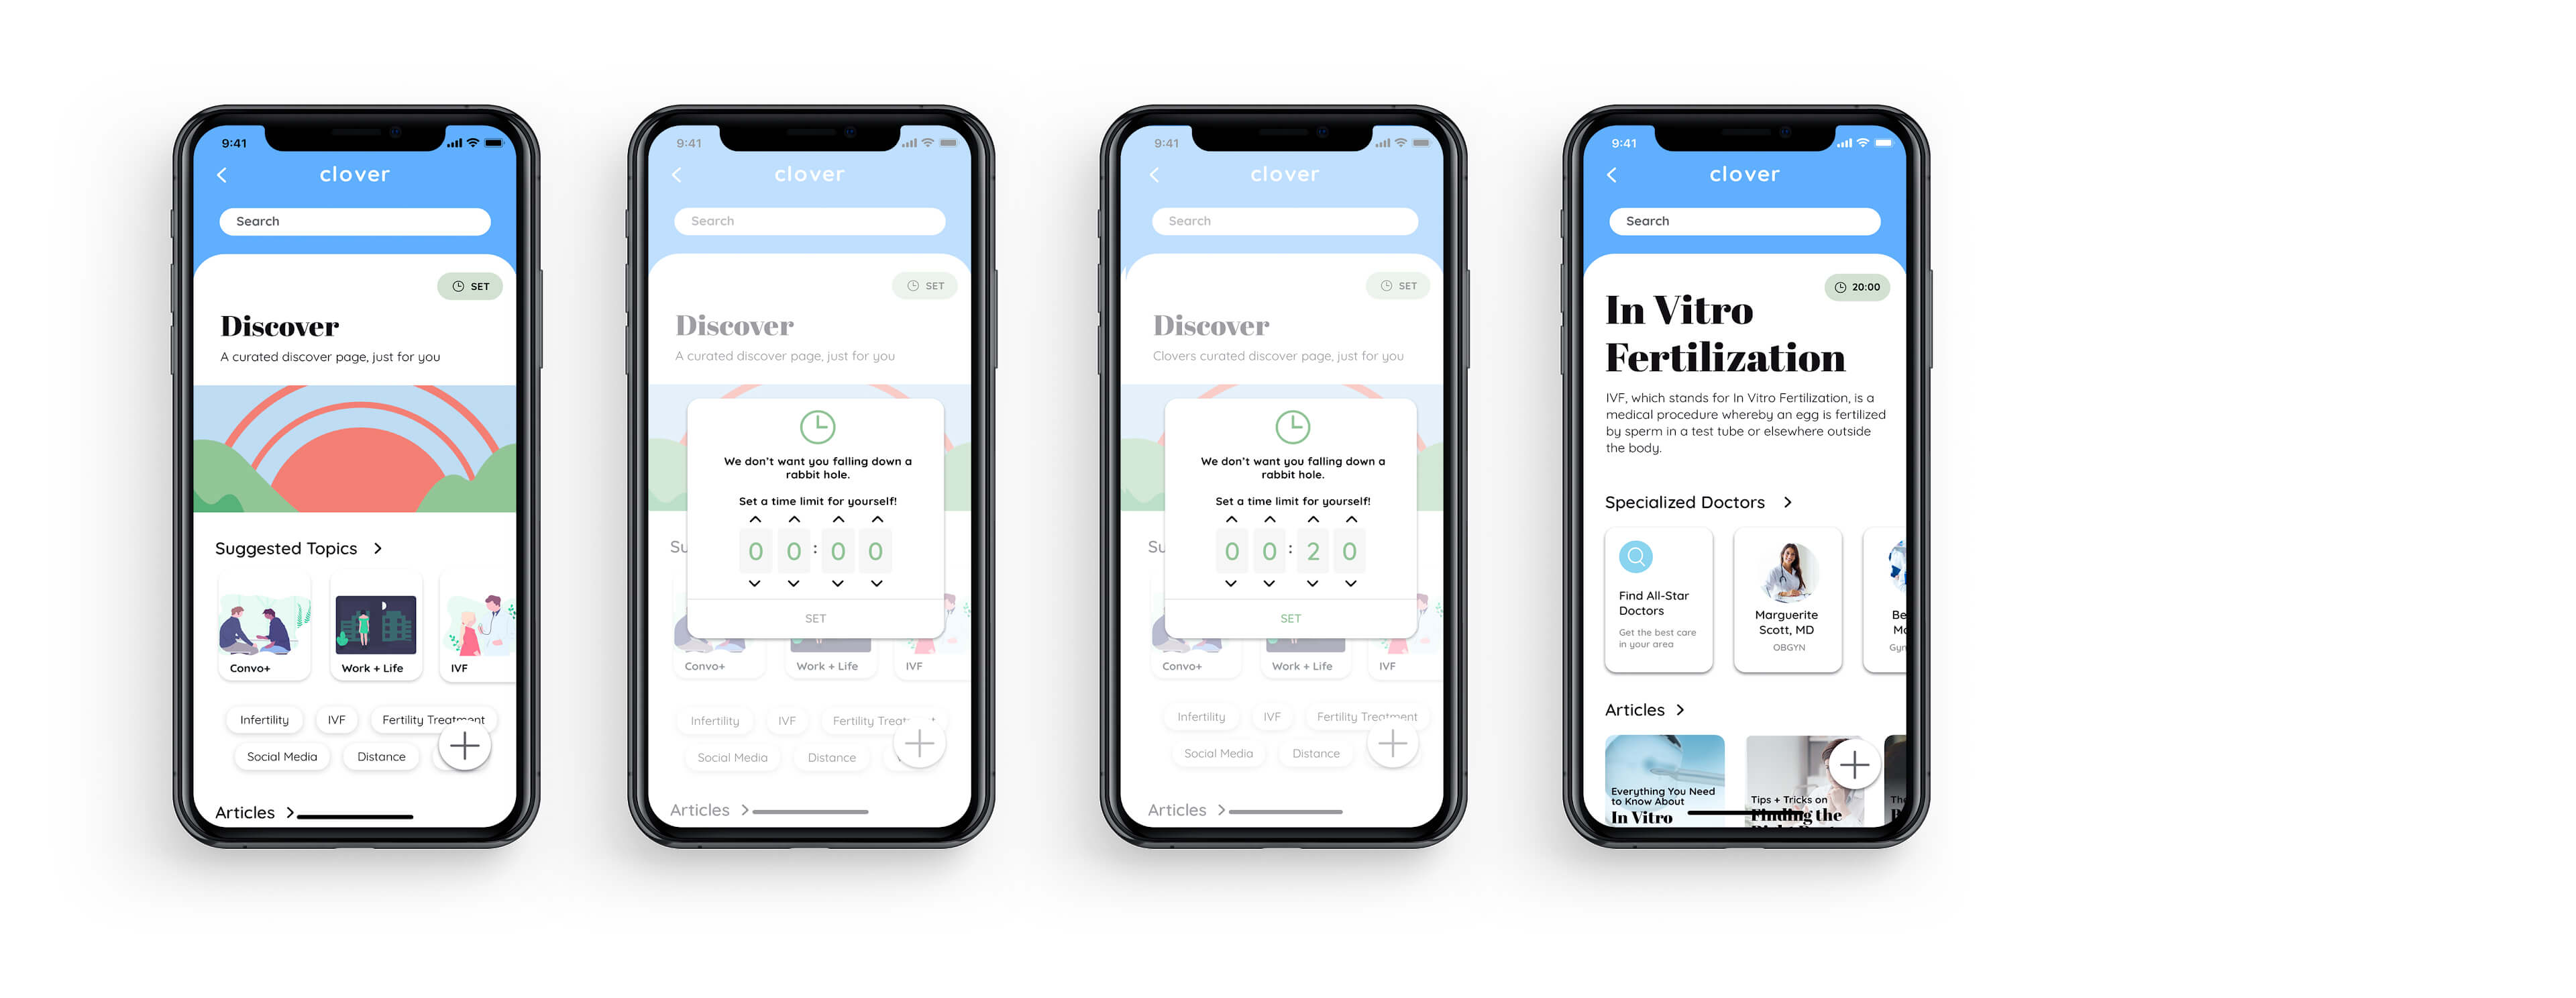 9:41
clover
Search
SET
Discover
A curated discover page, just for you
Suggested Topics
Convo+
Work + Life
IVF
Infertility
IVF
Fertility Treatment
Social Media
Distance
Articles
9:41
clover
Search
SET
Discover
A curated discover page, just for you
We don't want you falling down a
rabbit hole.
Set a time limit for yourself!
0 0 : 0 0
SET
Su
Convo+
Work + Life
IVF
Infertility
IVF
Fertility Treat
Social Media
Distance
Articles
9:41
clover
Search
SET
Discover
Clovers curated discover page, just for you
We don't want you falling down a
rabbit hole.
Set a time limit for yourself!
0 0 : 2 0
SET
Su
Convo+
Work + Life
IVF
Infertility
IVF
Fertility Treatment
Social Media
Distance
Articles
9:41
clover
Search
20:00
In Vitro
Fertilization
IVF, which stands for In Vitro Fertilization, is a
medical procedure whereby an egg is fertilized
by sperm in a test tube or elsewhere outside
the body.
Specialized Doctors
Find All-Star
Doctors
Get the best care
in your area
Marguerite
Scott, MD
OBGYN
Be
Gyn
Articles
Everything You Need
to Know About
In Vitro
Tips + Tricks on
Finding the